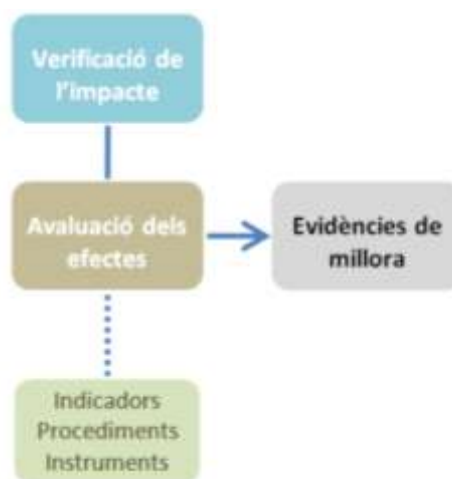 Verificació de
l'impacte
Avaluació dels
efectes
Evidències de
millora
Indicadors
Procediments
Instruments